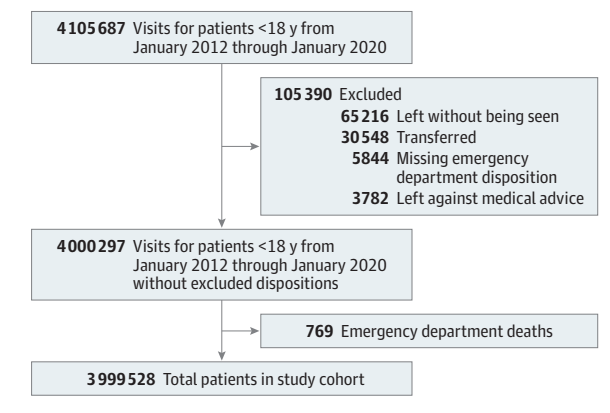 4105687 Visits for patients <18 y from
January 2012 through January 2020
105390 Excluded
65216 Left without being seen
30548 Transferred
5844 Missing emergency
department disposition
3782 Left against medical advice
4000297 Visits for patients <18 y from
January 2012 through January 2020
without excluded dispositions
769 Emergency department deaths
3999528 Total patients in study cohort